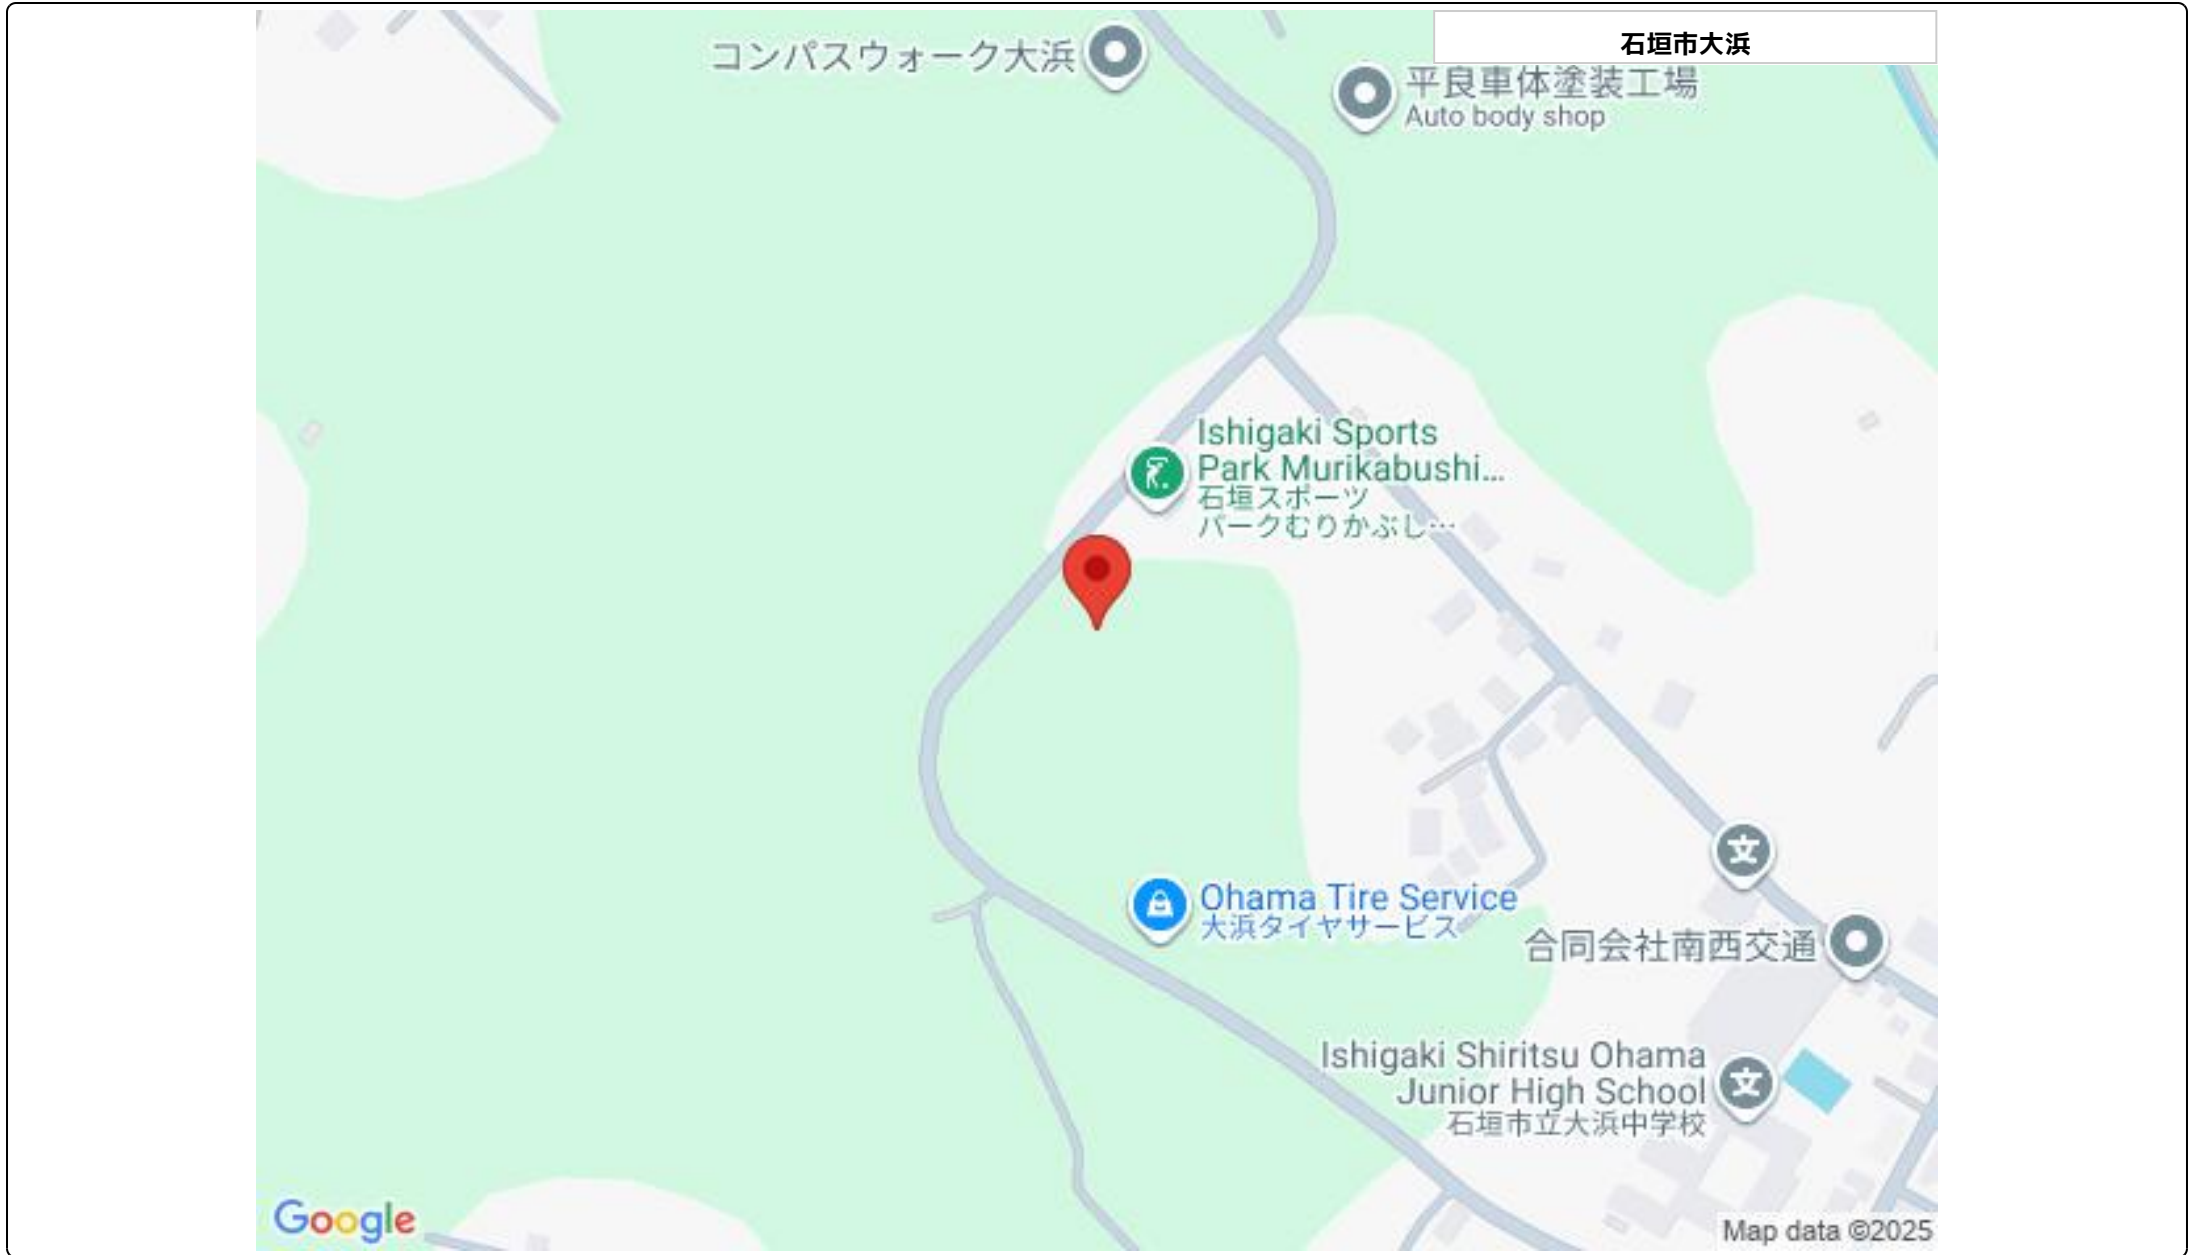 石垣市大浜
コンパスウォーク大浜
平良車体塗装工場
Auto body shop
Ishigaki Sports
Park Murikabushi...
石垣スポーツ
パークむりかぶし…
Ohama Tire Service
大浜タイヤサービス
文
合同会社南西交通
Ishigaki Shiritsu Ohama
Junior High School
石垣市立大浜中学校
文
Google
Map data ©2025